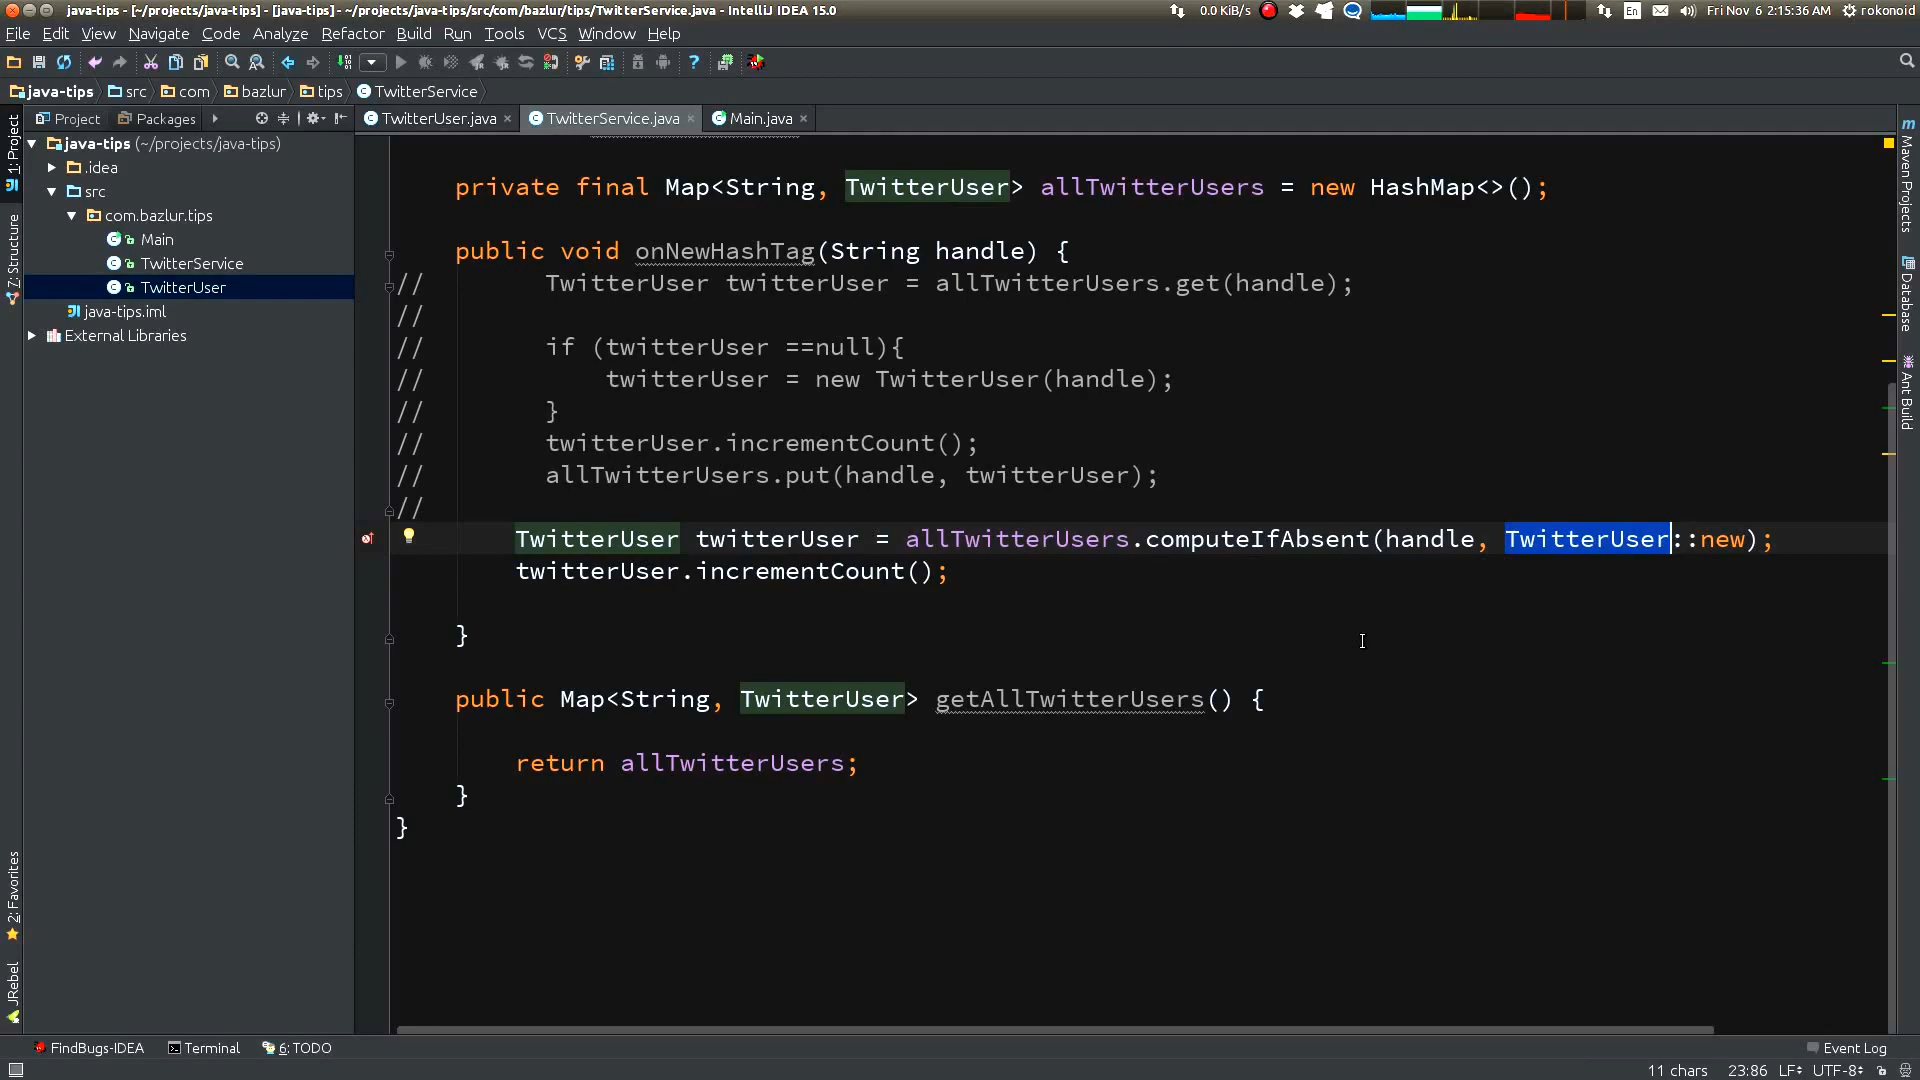 java-tips - [~/projects/java-tips] - [java-tips] - ~/projects/java-tips/src/com/bazlur/tips/TwitterService.java - IntelliJ IDEA 15.0
0.0 KiB/s
En
Fri Nov 6 2:15:36 AM
rokonoid
File Edit View Navigate Code Analyze Refactor Build Run Tools VCS Window Help
java-tips src com bazlur tips TwitterService
Project Packages
TwitterUser.java
TwitterService.java
Main.java
1: Project
7: Structure
2: Favorites
JRebel
java-tips (~/projects/java-tips)
.idea
src
com.bazlur.tips
Main
TwitterService
TwitterUser
java-tips.iml
External Libraries
private final Map<String, TwitterUser> allTwitterUsers = new HashMap<>();
public void onNewHashTag(String handle) {
// TwitterUser twitterUser = allTwitterUsers.get(handle);
//
// if (twitterUser ==null){
// twitterUser = new TwitterUser(handle);
// }
// twitterUser.incrementCount();
// allTwitterUsers.put(handle, twitterUser);
//
TwitterUser twitterUser = allTwitterUsers.computeIfAbsent(handle, TwitterUser::new);
twitterUser.incrementCount();
}
public Map<String, TwitterUser> getAllTwitterUsers() {
return allTwitterUsers;
}
}
Maven Projects
Database
Ant Build
FindBugs-IDEA
Terminal
6: TODO
Event Log
11 chars
23:86
LF
UTF-8